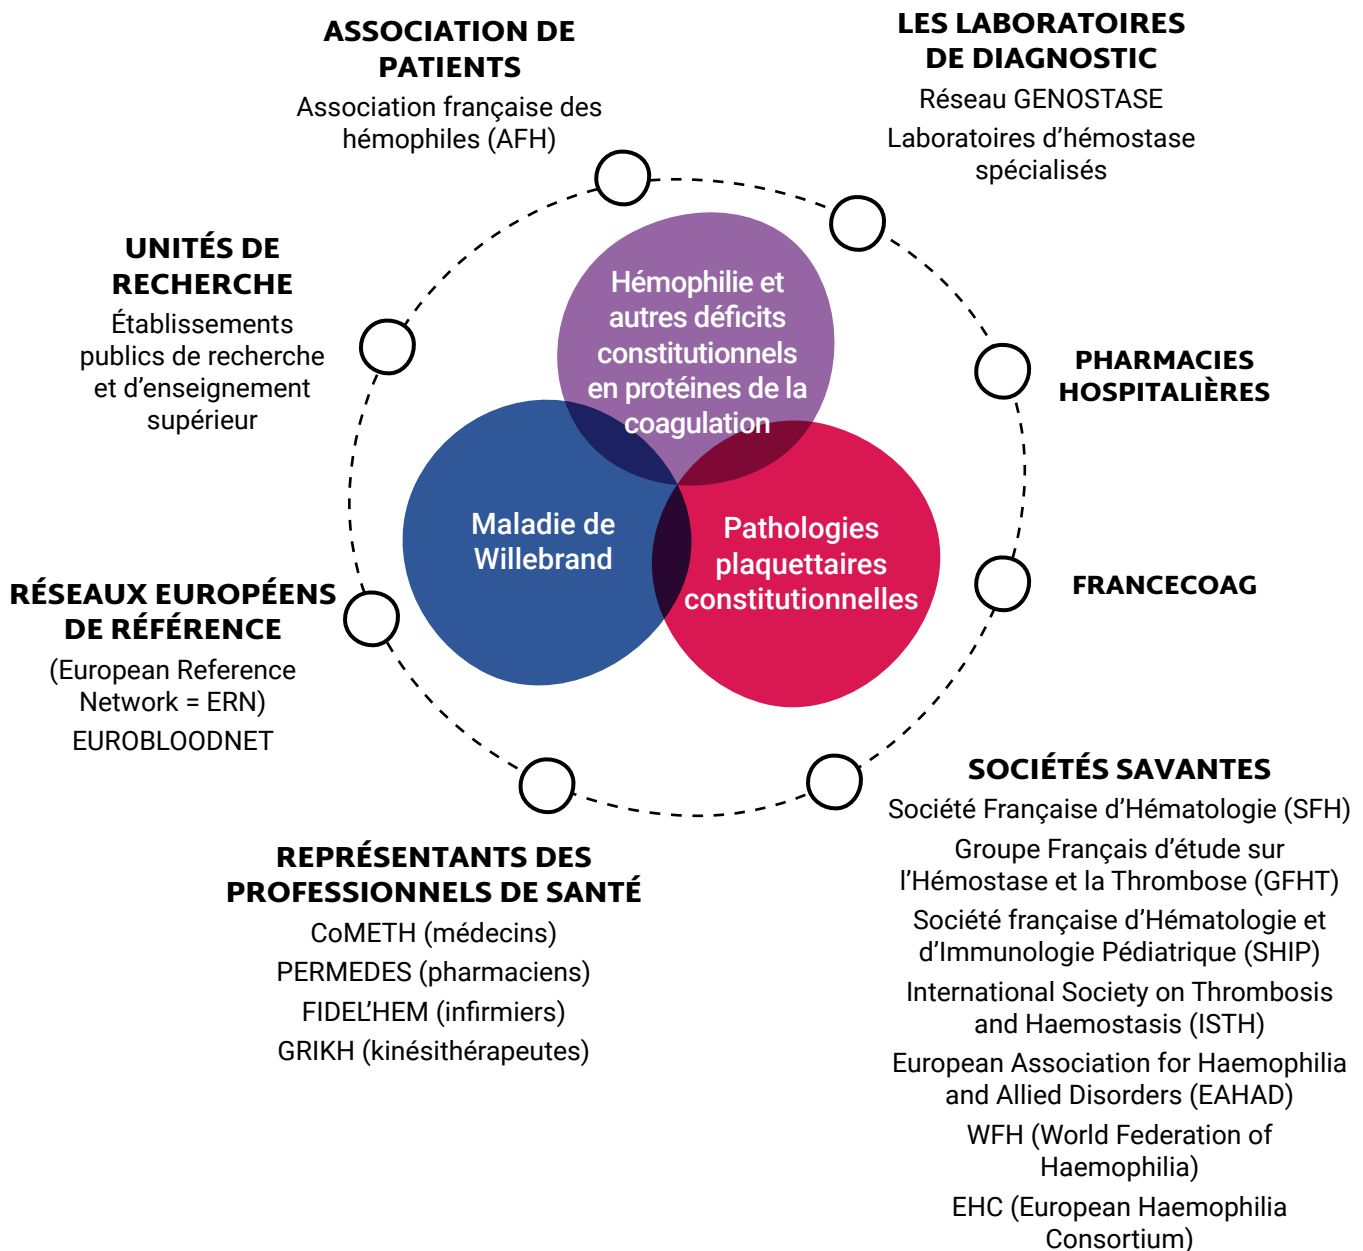 ASSOCIATION DE
PATIENTS
Association française des
hémophiles (AFH)
LES LABORATOIRES
DE DIAGNOSTIC
Réseau GENOSTASE
Laboratoires d'hémostase
spécialisés
UNITÉS DE
RECHERCHE
Établissements
publics de recherche
et d'enseignement
supérieur
Hémophilie et
autres déficits
constitutionnels
en protéines de la
coagulation
PHARMACIES
HOSPITALIÈRES
Maladie de
Willebrand
Pathologies
plaquettaires
constitutionnelles
RÉSEAUX EUROPÉENS
DE RÉFÉRENCE
(European Reference
Network = ERN)
EUROBLOODNET
FRANCECOAG
REPRÉSENTANTS DES
PROFESSIONNELS DE SANTÉ
CoMETH (médecins)
PERMEDES (pharmaciens)
FIDEL'HEM (infirmiers)
GRIKH (kinésithérapeutes)
SOCIÉTÉS SAVANTES
Société Française d'Hématologie (SFH)
Groupe Français d'étude sur
l'Hémostase et la Thrombose (GFHT)
Société française d'Hématologie et
d'Immunologie Pédiatrique (SHIP)
International Society on Thrombosis
and Haemostasis (ISTH)
European Association for Haemophilia
and Allied Disorders (EAHAD)
WFH (World Federation of
Haemophilia)
EHC (European Haemophilia
Consortium)